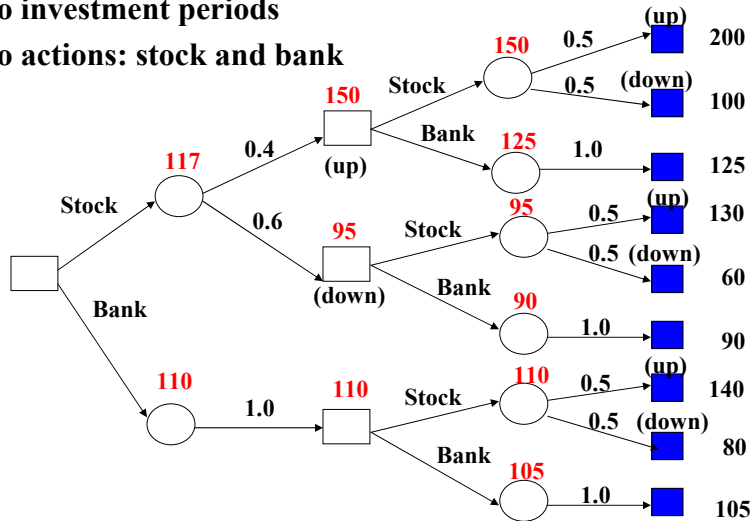 o investment periods
o actions: stock and bank
(up)
200
150
0.5
Stock
0.5
(down)
100
150
Bank
125
1.0
125
0.4
(up)
117
Stock
0.6
95
(down)
Stock
95
0.5
(up)
130
0.5
(down)
60
Bank
90
1.0
90
Bank
110
1.0
110
Stock
110
0.5
(up)
140
0.5
(down)
80
Bank
105
1.0
105